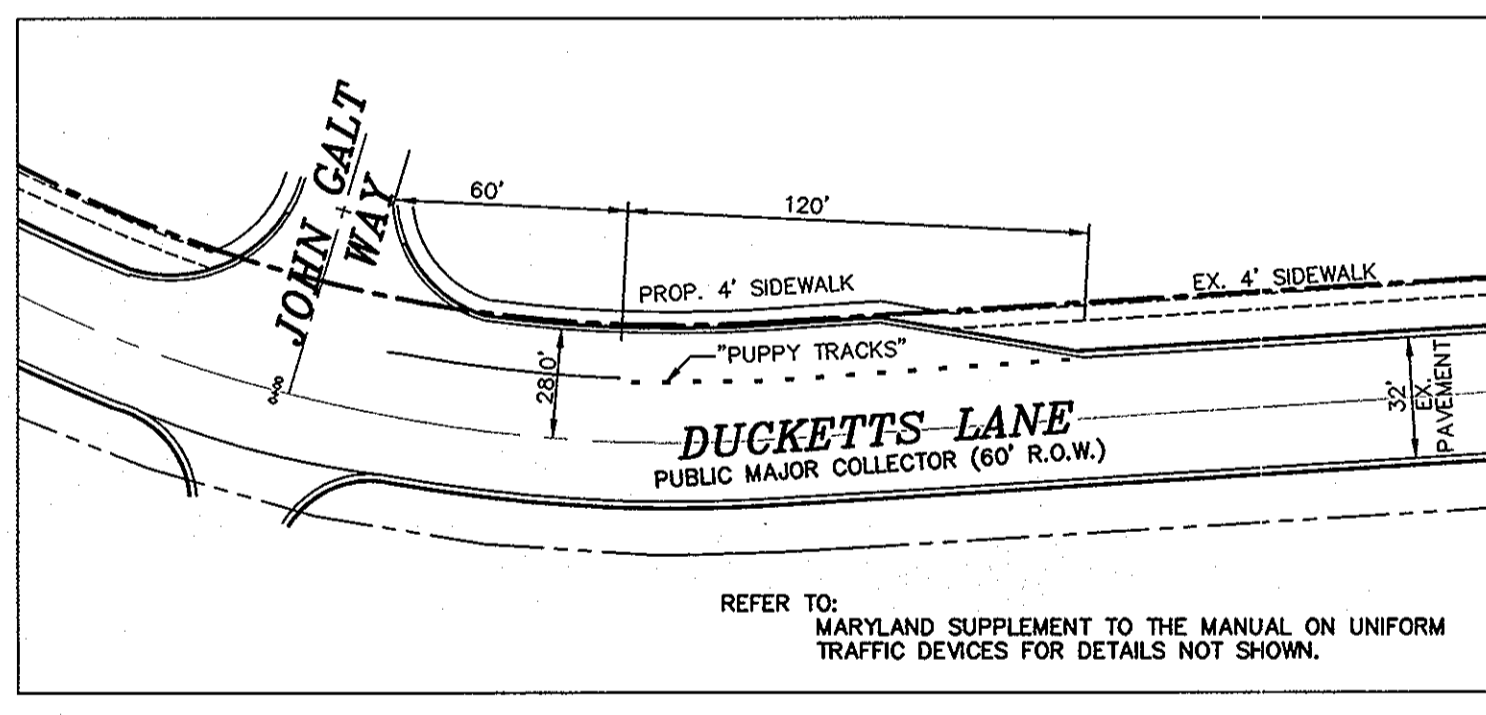 JOHN GALT
WAY
60'
120'
PROP. 4' SIDEWALK
EX. 4' SIDEWALK
"PUPPY TRACKS"
28.0'
32'
EX.
PAVEMENT
DUCKETTS LANE
PUBLIC MAJOR COLLECTOR (60' R.O.W.)
REFER TO:
MARYLAND SUPPLEMENT TO THE MANUAL ON UNIFORM
TRAFFIC DEVICES FOR DETAILS NOT SHOWN.